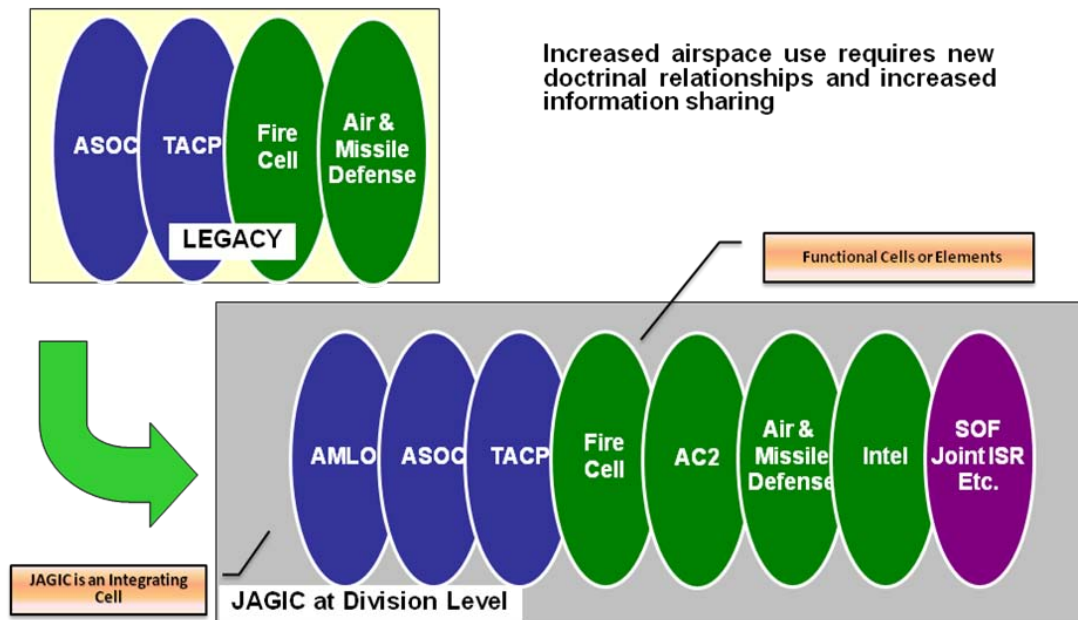 ASOC
TACP
Fire
Cell
Air &
Missile
Defense
LEGACY
Increased airspace use requires new
doctrinal relationships and increased
information sharing
Functional Cells or Elements
AMLO
ASOC
TACP
Fire
Cell
AC2
Air &
Missile
Defense
Intel
SOF
Joint ISR
Etc.
JAGIC is an Integrating
Cell
JAGIC at Division Level